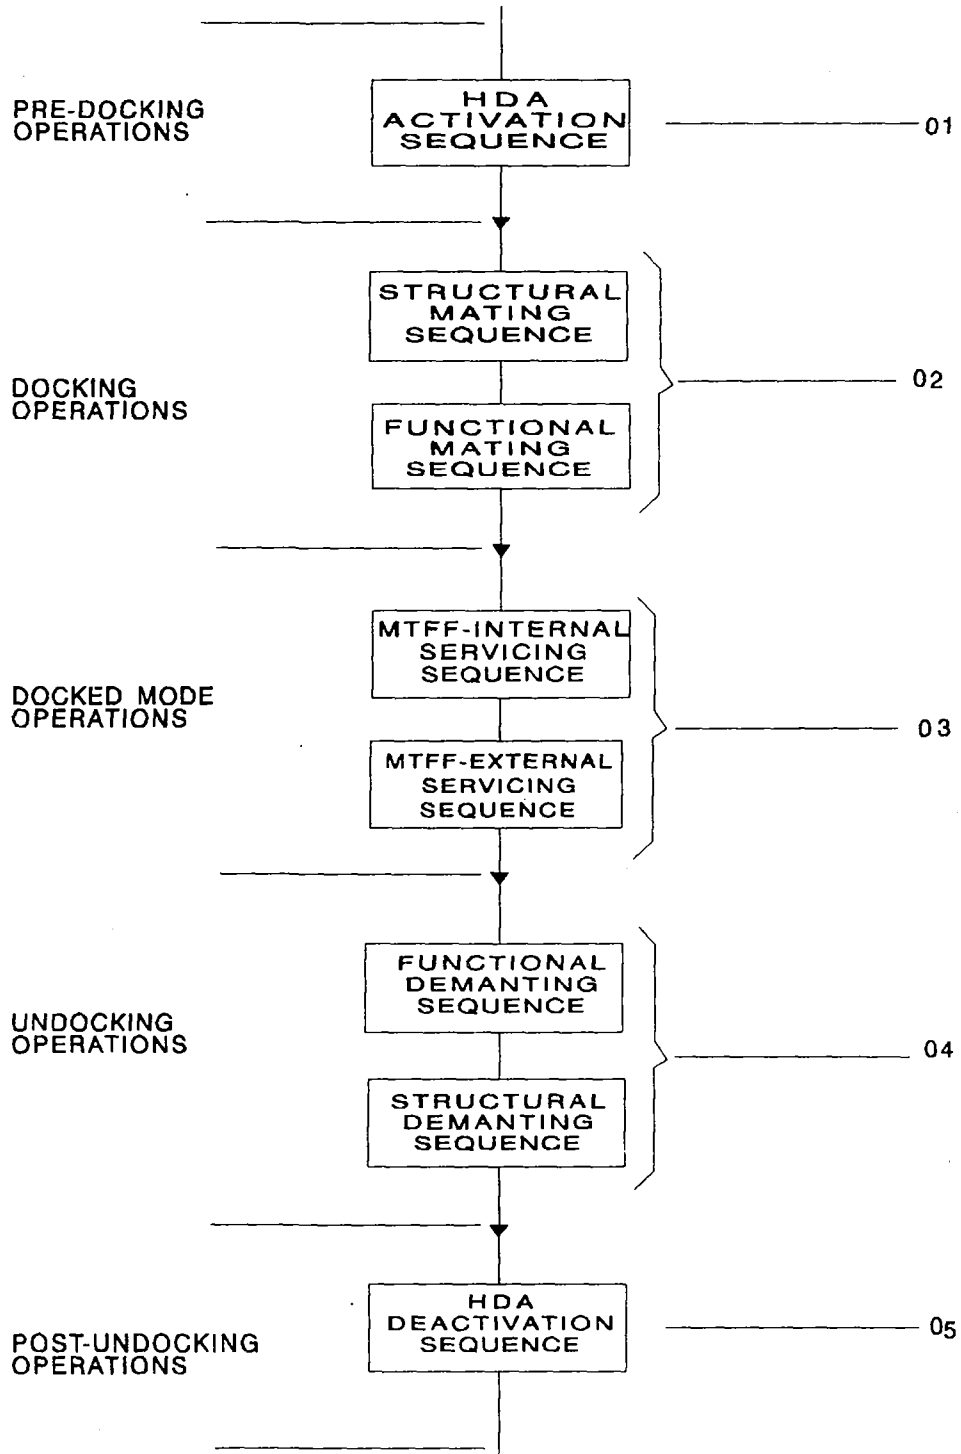 PRE-DOCKING
OPERATIONS
HDA
ACTIVATION
SEQUENCE
01
STRUCTURAL
MATING
SEQUENCE
DOCKING
OPERATIONS
02
FUNCTIONAL
MATING
SEQUENCE
MTFF-INTERNAL
SERVICING
SEQUENCE
DOCKED MODE
OPERATIONS
03
MTFF-EXTERNAL
SERVICING
SEQUENCE
FUNCTIONAL
DEMANTING
SEQUENCE
UNDOCKING
OPERATIONS
04
STRUCTURAL
DEMANTING
SEQUENCE
HDA
DEACTIVATION
SEQUENCE
05
POST-UNDOCKING
OPERATIONS